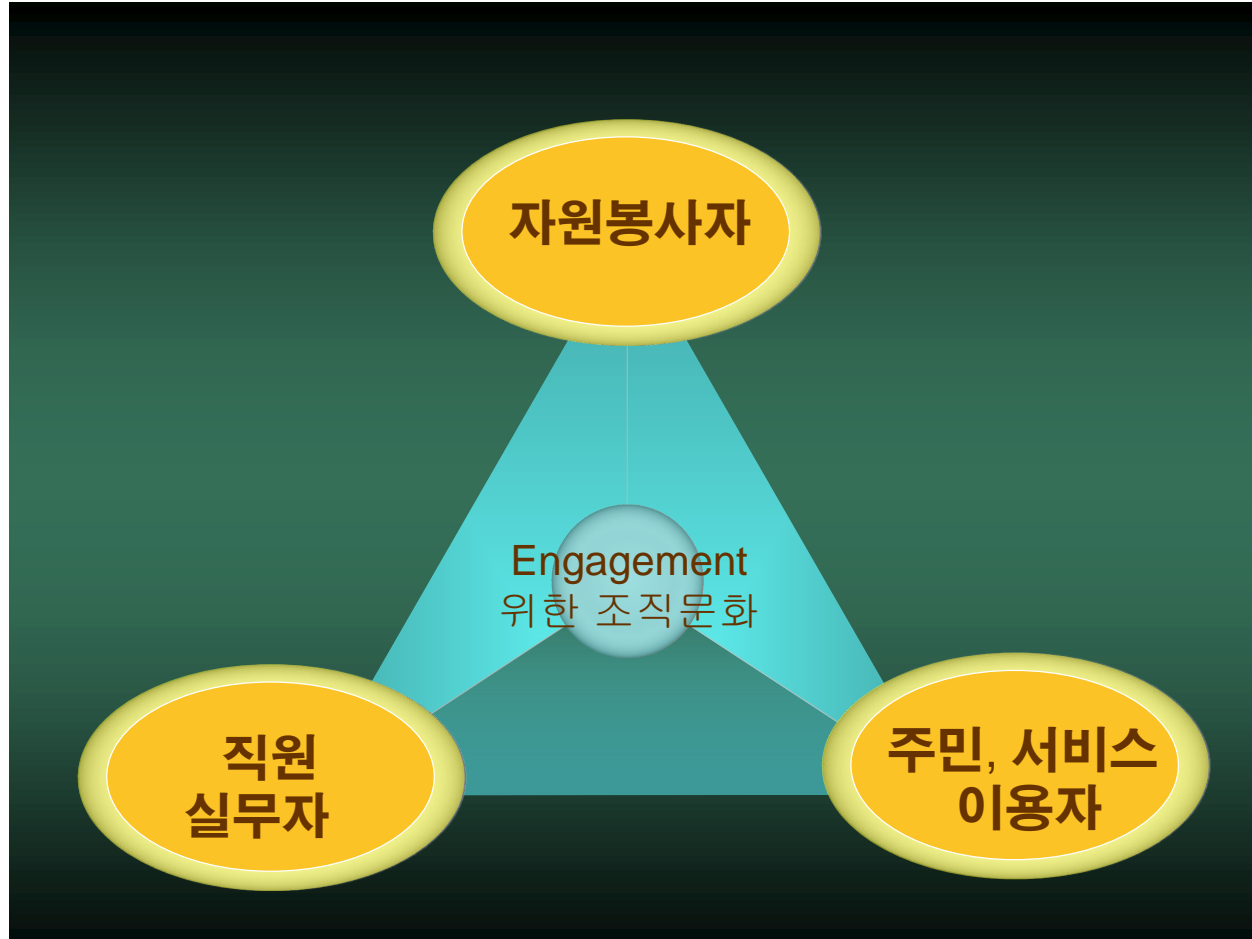 자원봉사자
Engagement
위한 조직문화
직원
실무자
주민, 서비스
이용자